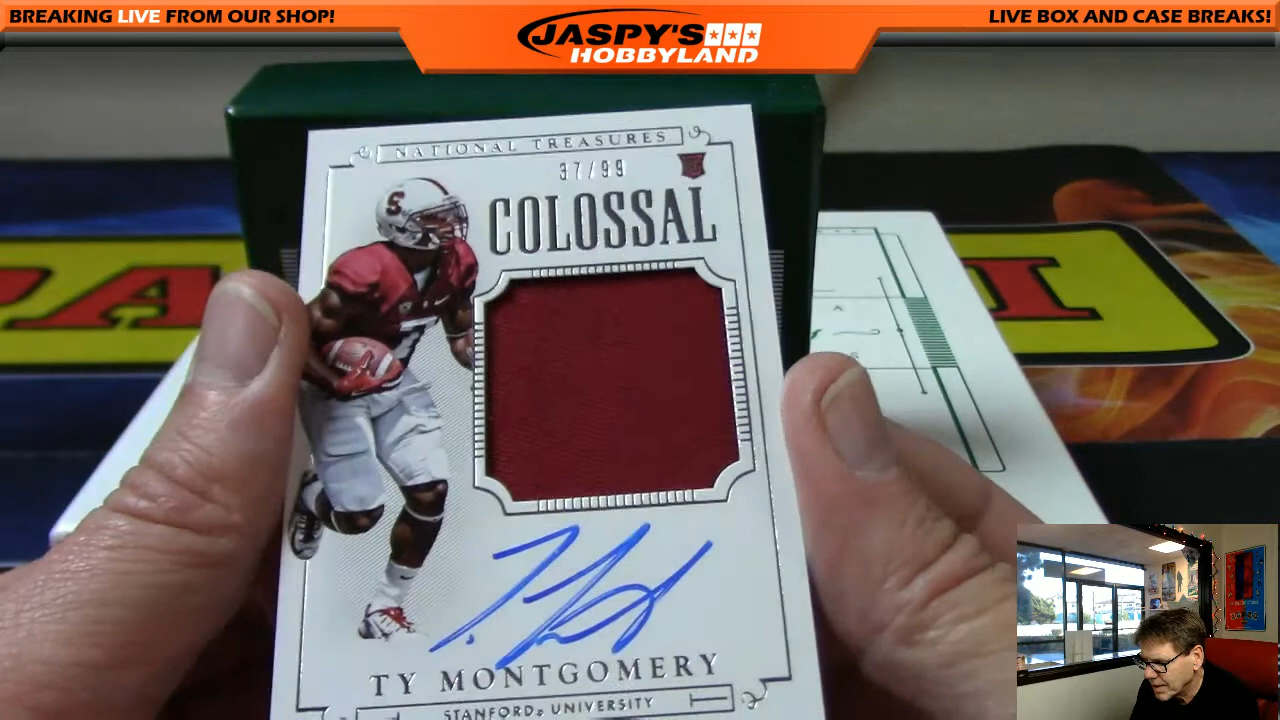 BREAKING LIVE FROM OUR SHOP!
JASPY'S
HOBBYLAND
LIVE BOX AND CASE BREAKS!
NATIONAL TREASURES
37/99
COLOSSAL
S
TY MONTGOMERY
STANFORD® UNIVERSITY